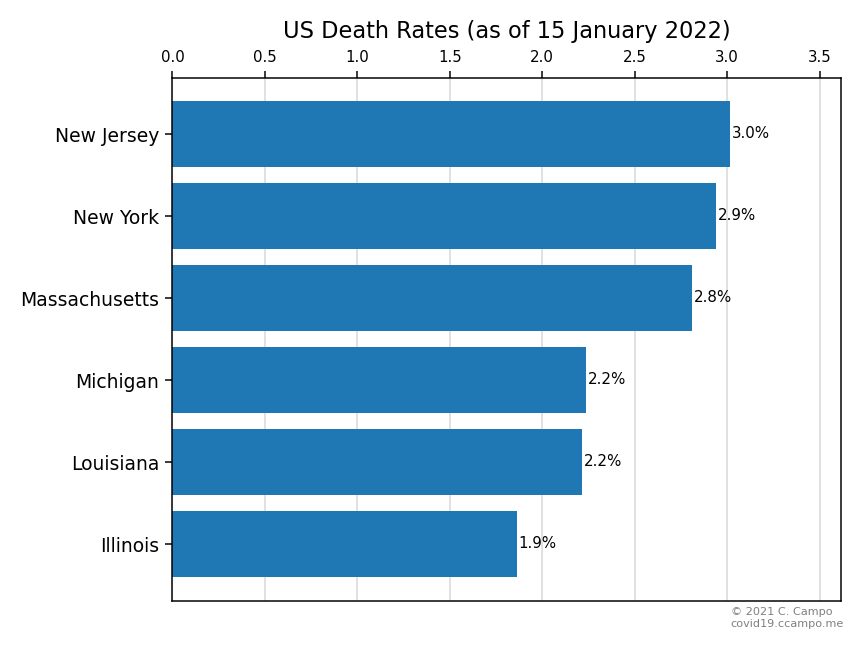 US Death Rates (as of 15 January 2022)
0.0 0.5 1.0 1.5 2.0 2.5 3.0 3.5
New Jersey 3.0%
New York 2.9%
Massachusetts 2.8%
Michigan 2.2%
Louisiana 2.2%
Illinois 1.9%
© 2021 C. Campo
covid19.ccampo.me